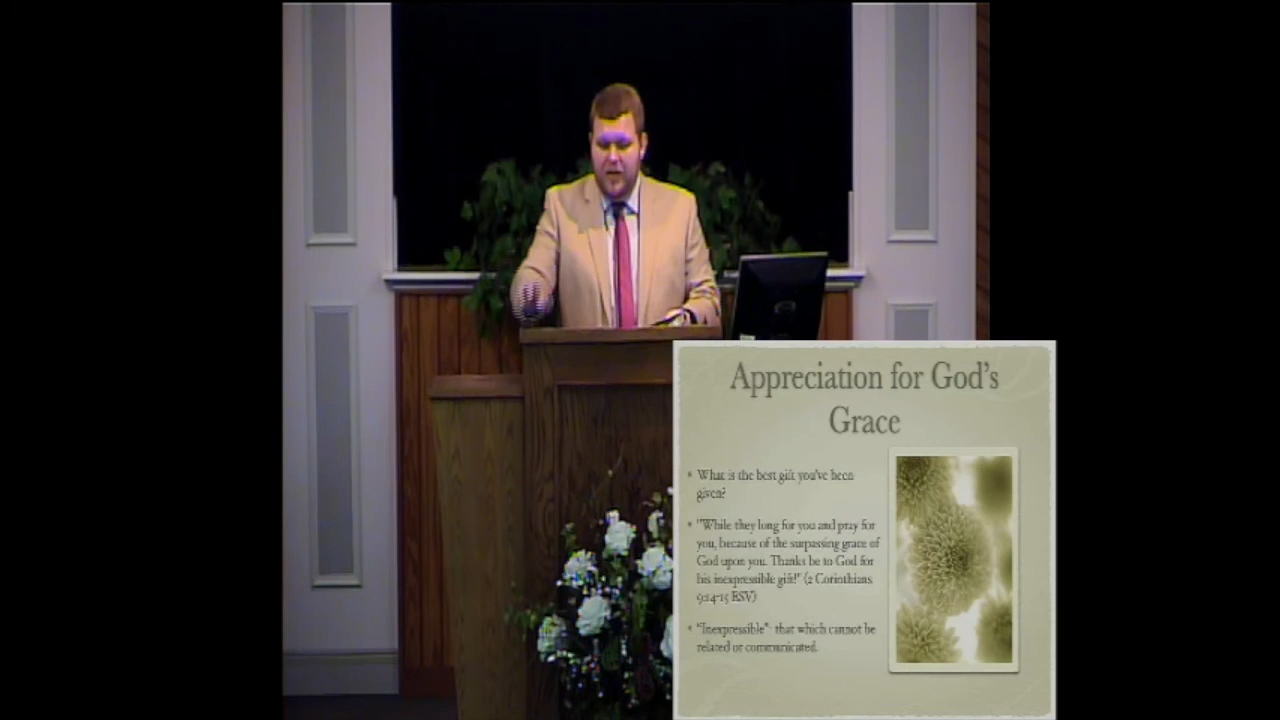 Appreciation for God's
Grace
• What is the best gift you've been
given?
• "While they long for you and pray for
you, because of the surpassing grace of
God upon you. Thanks be to God for
his inexpressible gift!" (2 Corinthians
9:14-15 ESV)
• "Inexpressible": that which cannot be
related or communicated.